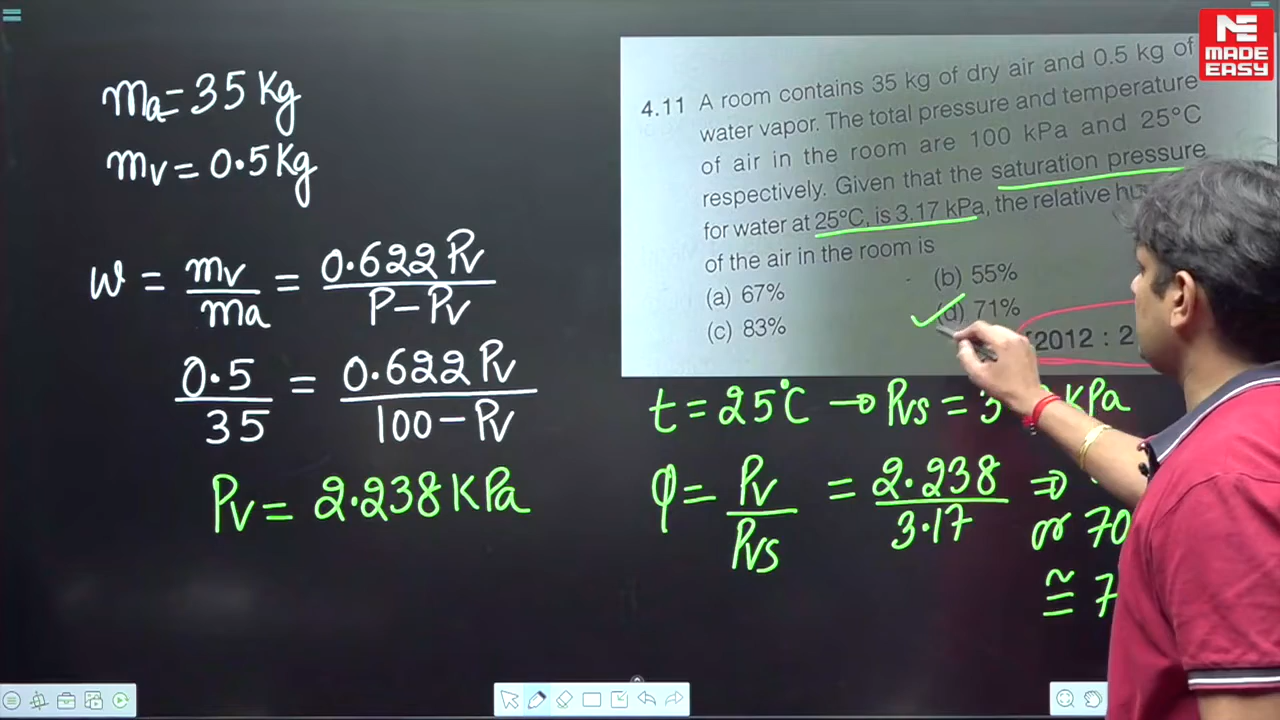 mₐ = 35 Kg
mᵥ = 0.5 Kg
ω = mᵥ/mₐ = 0.622 Pᵥ/P - Pᵥ
0.5/35 = 0.622 Pᵥ/100 - Pᵥ
Pᵥ = 2.238 KPa
NE
MADE
EASY
4.11 A room contains 35 kg of dry air and 0.5 kg of
water vapor. The total pressure and temperature
of air in the room are 100 kPa and 25°C
respectively. Given that the saturation pressure
for water at 25°C, is 3.17 kPa, the relative
of the air in the room is
(a) 67% (b) 55%
(c) 83% (d) 71%
[2012 : 2
t = 25°C → Pvs = 3 KPa
φ = Pᵥ/Pvs = 2.238/3.17 ⇒
or 70
≅ 7